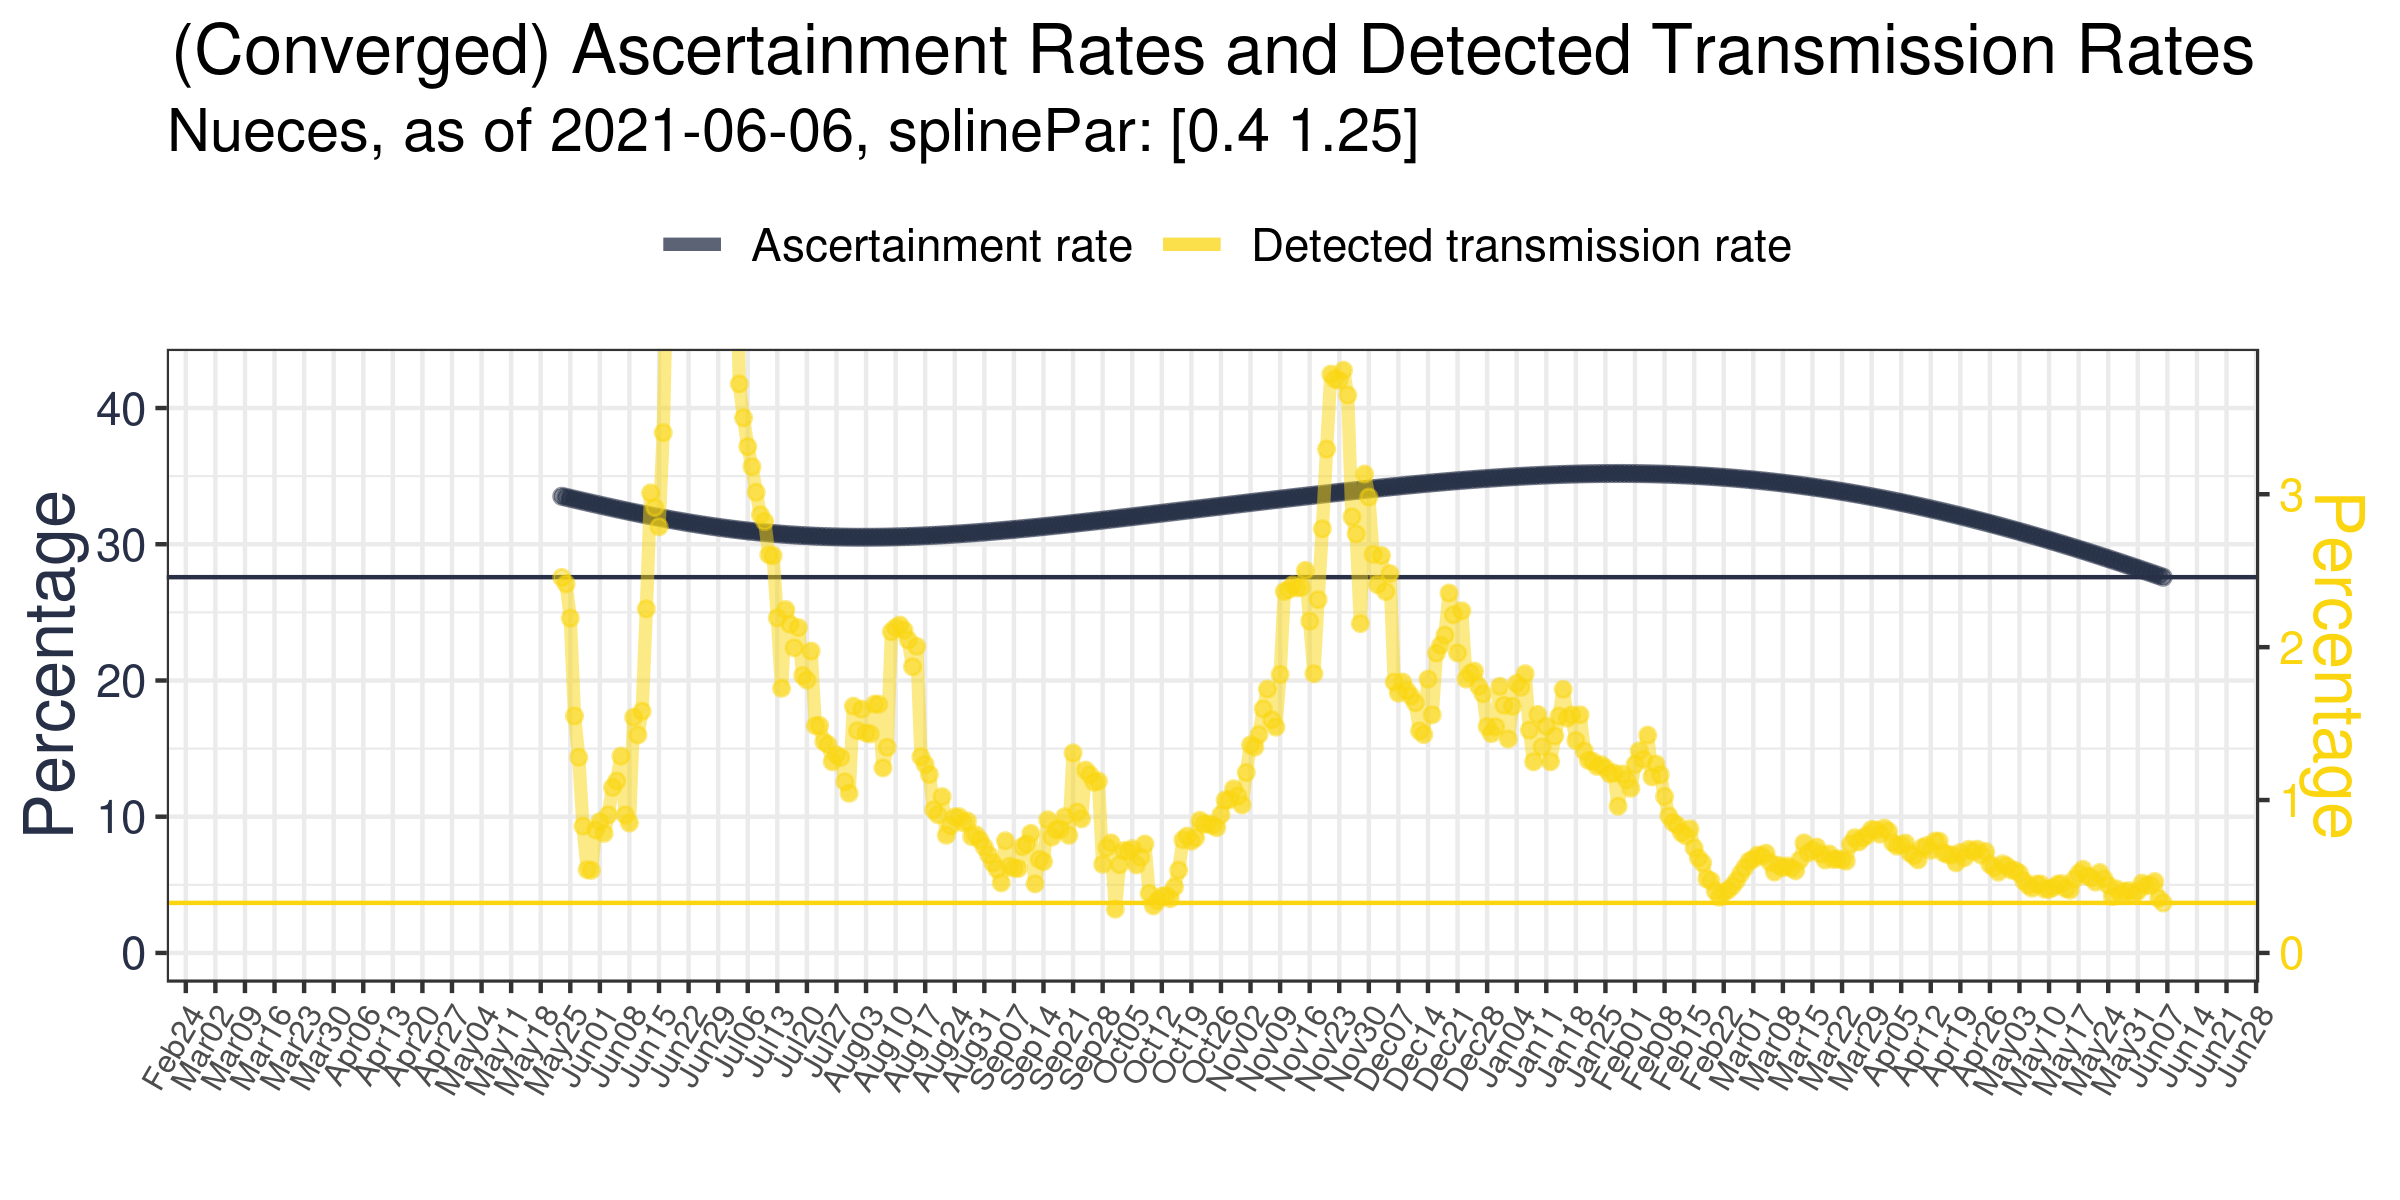 (Converged) Ascertainment Rates and Detected Transmission Rates
Nueces, as of 2021-06-06, splinePar: [0.4 1.25]
Ascertainment rate Detected transmission rate
Percentage
40
30
20
10
0
3
2
1
0
Percentage
Feb24
Mar02
Mar09
Mar16
Mar23
Mar30
Apr06
Apr13
Apr20
Apr27
May04
May11
May18
May25
Jun01
Jun08
Jun15
Jun22
Jun29
Jul06
Jul13
Jul20
Jul27
Aug03
Aug10
Aug17
Aug24
Aug31
Sep07
Sep14
Sep21
Sep28
Oct05
Oct12
Oct19
Oct26
Nov02
Nov09
Nov16
Nov23
Nov30
Dec07
Dec14
Dec21
Dec28
Jan04
Jan11
Jan18
Jan25
Feb01
Feb08
Feb15
Feb22
Mar01
Mar08
Mar15
Mar22
Mar29
Apr05
Apr12
Apr19
Apr26
May03
May10
May17
May24
May31
Jun07
Jun14
Jun21
Jun28